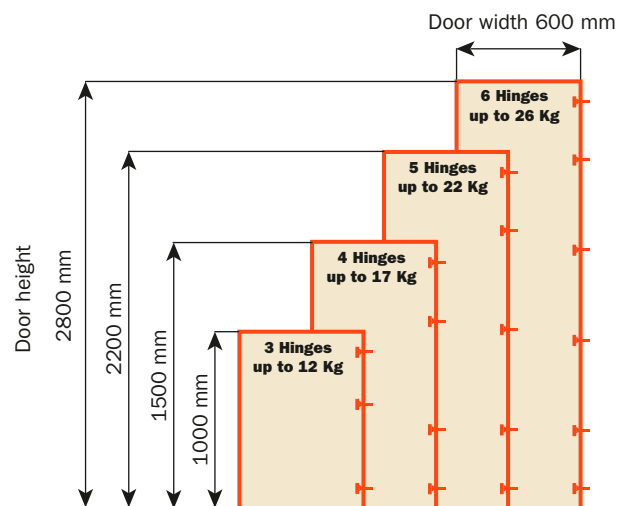 Door width 600 mm
6 Hinges
up to 26 Kg
5 Hinges
up to 22 Kg
4 Hinges
up to 17 Kg
3 Hinges
up to 12 Kg
Door height
2800 mm
2200 mm
1500 mm
1000 mm